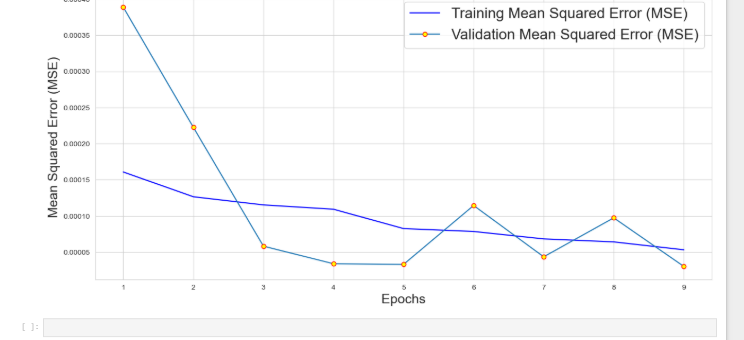 Training Mean Squared Error (MSE)
Validation Mean Squared Error (MSE)
0.00035
0.00030
0.00025
0.00020
0.00015
0.00010
0.00005
Mean Squared Error (MSE)
1 2 3 4 5 6 7 8 9
Epochs
[ ]: